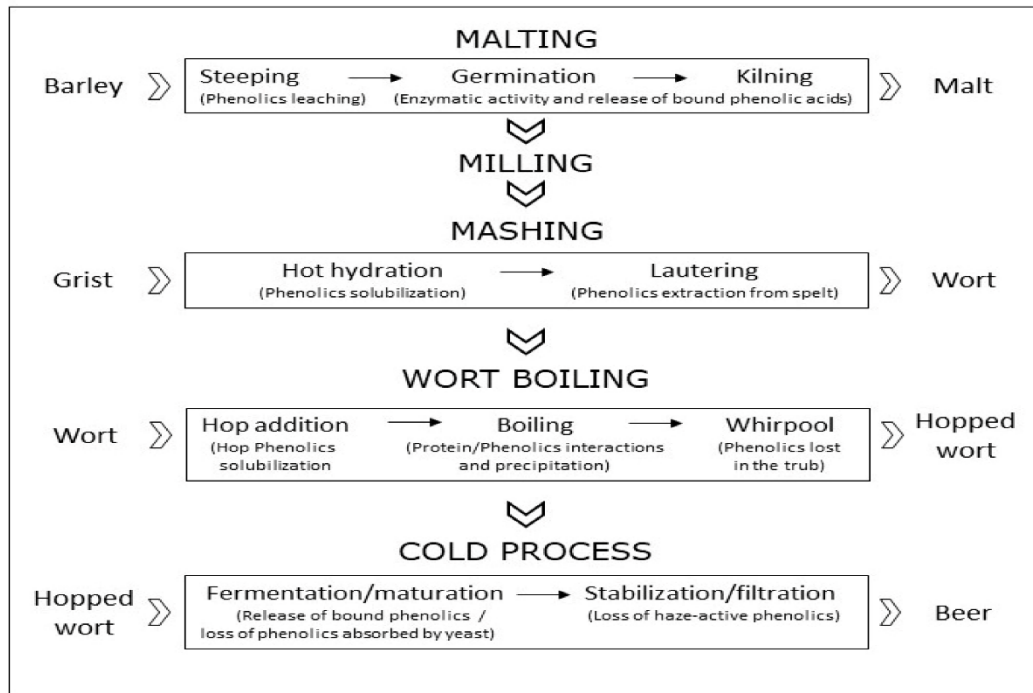 MALTING
Barley
Steeping
Germination
Kilning
Malt
(Phenolics leaching)
(Enzymatic activity and release of bound phenolic acids)
MILLING
MASHING
Grist
Hot hydration
Lautering
Wort
(Phenolics solubilization)
(Phenolics extraction from spelt)
WORT BOILING
Wort
Hop addition
(Hop Phenolics
solubilization
Boiling
(Protein/Phenolics interactions
and precipitation)
Whirpool
(Phenolics lost
in the trub)
Hopped
wort
COLD PROCESS
Hopped
wort
Fermentation/maturation
(Release of bound phenolics /
loss of phenolics absorbed by yeast)
Stabilization/filtration
(Loss of haze-active phenolics)
Beer